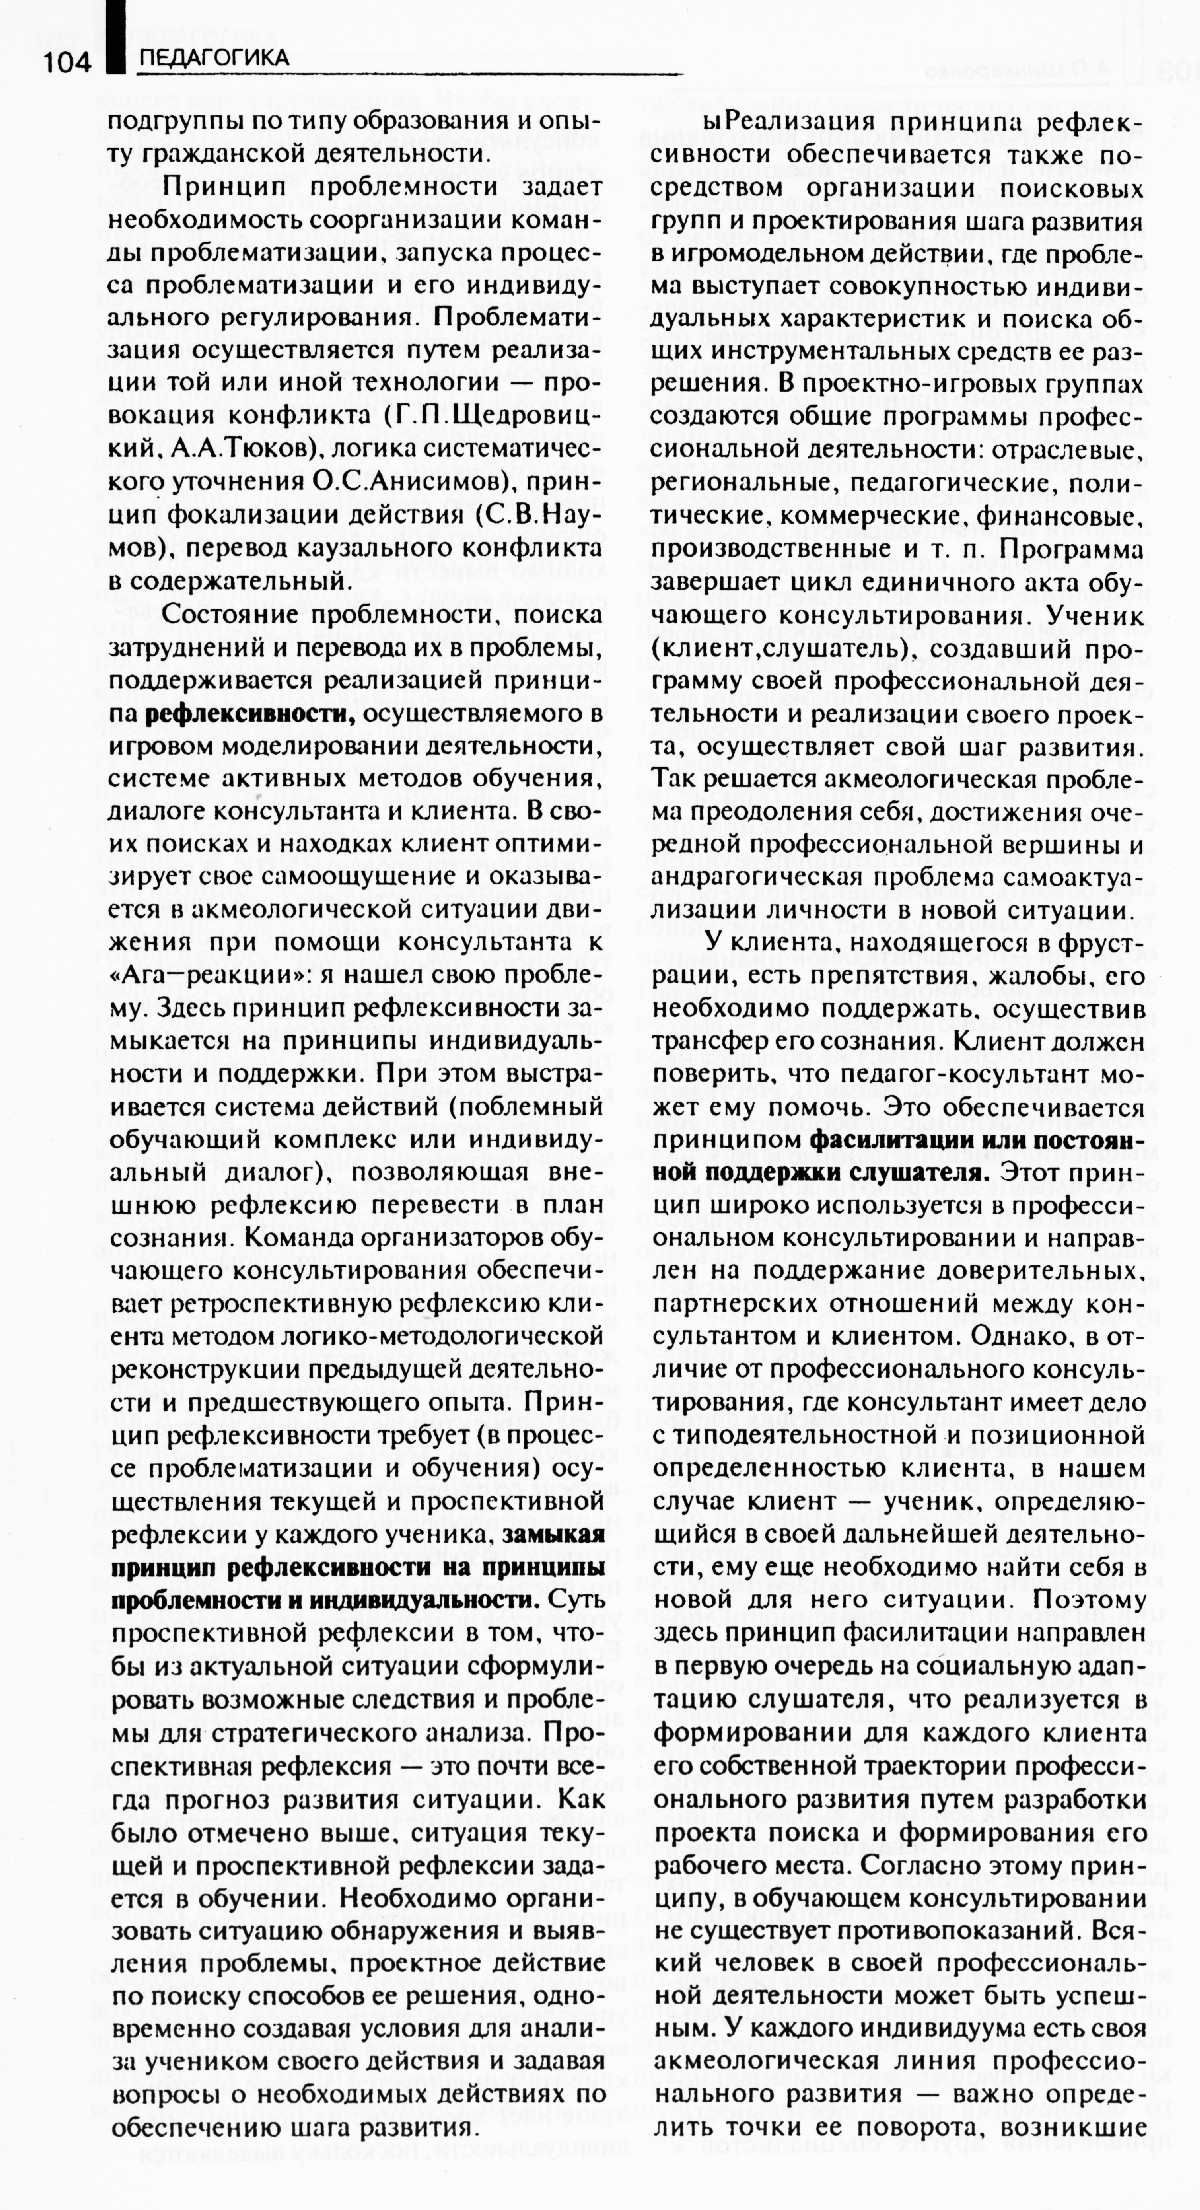 104
ПЕДАГОГИКА
подгруппы по типу образования и опы-
ту гражданской деятельности.
Принцип проблемности задает
необходимость соорганизации коман-
ды проблематизации, запуска процес-
са проблематизации и его индивиду-
ального регулирования. Проблемати-
зация осуществляется путем реализа-
ции той или иной технологии — про-
вокация конфликта (Г.П.Щедровиц-
кий, А.А.Тюков), логика систематичес-
кого уточнения О.С.Анисимов), прин-
цип фокализации действия (С.В.Нау-
мов), перевод каузального конфликта
в содержательный.
Состояние проблемности, поиска
затруднений и перевода их в проблемы,
поддерживается реализацией принци-
па рефлексивности, осуществляемого в
игровом моделировании деятельности,
системе активных методов обучения,
диалоге консультанта и клиента. В сво-
их поисках и находках клиент оптими-
зирует свое самоощущение и оказыва-
ется в акмеологической ситуации дви-
жения при помощи консультанта к
«Ага—реакции»: я нашел свою пробле-
му. Здесь принцип рефлексивности за-
мыкается на принципы индивидуаль-
ности и поддержки. При этом выстра-
ивается система действий (поблемный
обучающий комплекс или индивиду-
альный диалог), позволяющая вне-
шнюю рефлексию перевести в план
сознания. Команда организаторов обу-
чающего консультирования обеспечи-
вает ретроспективную рефлексию кли-
ента методом логико-методологической
реконструкции предыдущей деятельно-
сти и предшествующего опыта. Прин-
цип рефлексивности требует (в процес-
се проблематизации и обучения) осу-
ществления текущей и проспективной
рефлексии у каждого ученика, замыкая
принцип рефлексивности на принципы
проблемности и индивидуальности. Суть
проспективной рефлексии в том, что-
бы из актуальной ситуации сформули-
ровать возможные следствия и пробле-
мы для стратегического анализа. Про-
спективная рефлексия — это почти все-
гда прогноз развития ситуации. Как
было отмечено выше, ситуация теку-
щей и проспективной рефлексии зада-
ется в обучении. Необходимо органи-
зовать ситуацию обнаружения и выяв-
ления проблемы, проектное действие
по поиску способов ее решения, одно-
временно создавая условия для анали-
за учеником своего действия и задавая
вопросы о необходимых действиях по
обеспечению шага развития.
ыРеализация принципа рефлек-
сивности обеспечивается также по-
средством организации поисковых
групп и проектирования шага развития
в игромодельном действии, где пробле-
ма выступает совокупностью индиви-
дуальных характеристик и поиска об-
щих инструментальных средств ее раз-
решения. В проектно-игровых группах
создаются общие программы профес-
сиональной деятельности: отраслевые,
региональные, педагогические, поли-
тические, коммерческие, финансовые,
производственные и т. п. Программа
завершает цикл единичного акта обу-
чающего консультирования. Ученик
(клиент,слушатель), создавший про-
грамму своей профессиональной дея-
тельности и реализации своего проек-
та, осуществляет свой шаг развития.
Так решается акмеологическая пробле-
ма преодоления себя, достижения оче-
редной профессиональной вершины и
андрагогическая проблема самоактуа-
лизации личности в новой ситуации.
У клиента, находящегося в фруст-
рации, есть препятствия, жалобы, его
необходимо поддержать, осуществив
трансфер его сознания. Клиент должен
поверить, что педагог-косультант мо-
жет ему помочь. Это обеспечивается
принципом фасилитации или постоян-
ной поддержки слушателя. Этот прин-
цип широко используется в професси-
ональном консультировании и направ-
лен на поддержание доверительных,
партнерских отношений между кон-
сультантом и клиентом. Однако, в от-
личие от профессионального консуль-
тирования, где консультант имеет дело
с типодеятельностной и позиционной
определенностью клиента, в нашем
случае клиент — ученик, определяю-
щийся в своей дальнейшей деятельно-
сти, ему еще необходимо найти себя в
новой для него ситуации. Поэтому
здесь принцип фасилитации направлен
в первую очередь на социальную адап-
тацию слушателя, что реализуется в
формировании для каждого клиента
его собственной траектории професси-
онального развития путем разработки
проекта поиска и формирования его
рабочего места. Согласно этому прин-
ципу, в обучающем консультировании
не существует противопоказаний. Вся-
кий человек в своей профессиональ-
ной деятельности может быть успеш-
ным. У каждого индивидуума есть своя
акмеологическая линия профессио-
нального развития — важно опреде-
лить точки ее поворота, возникшие